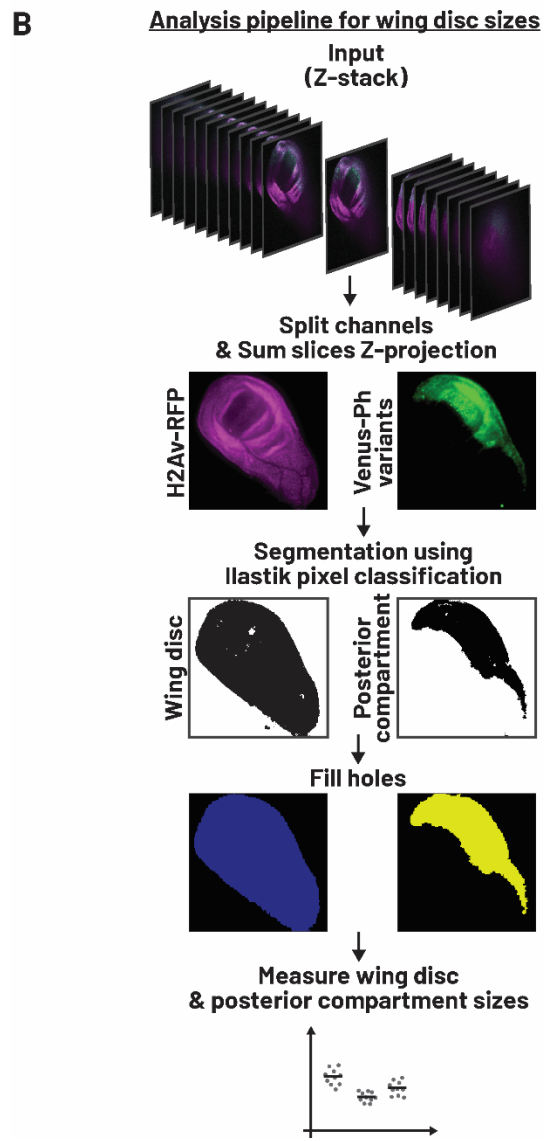 B
Analysis pipeline for wing disc sizes
Input
(Z-stack)
Split channels
& Sum slices Z-projection
H2Av-RFP
Venus-Ph
variants
Segmentation using
Ilastik pixel classification
Wing disc
Posterior
compartment
Fill holes
Measure wing disc
& posterior compartment sizes